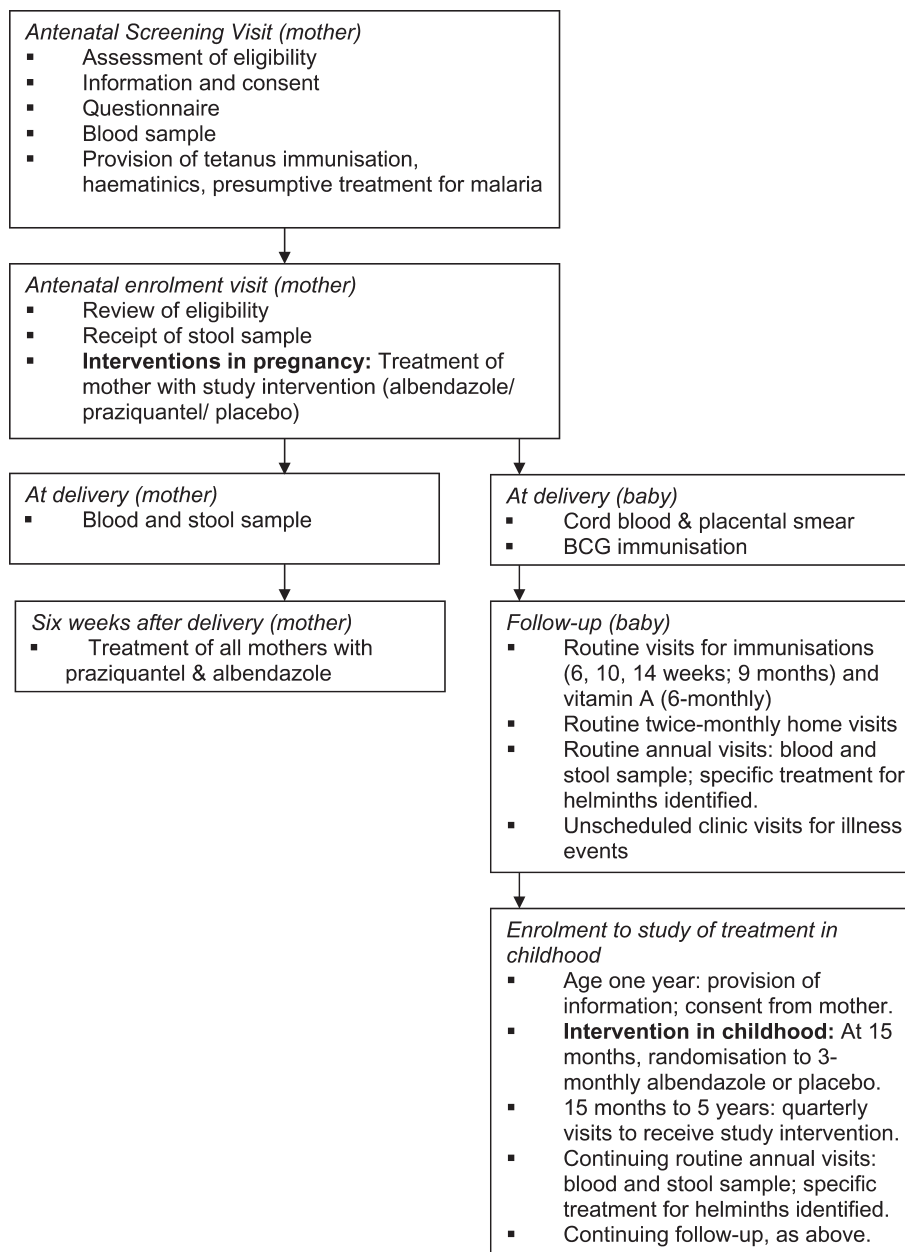 Antenatal Screening Visit (mother)
▪ Assessment of eligibility
▪ Information and consent
▪ Questionnaire
▪ Blood sample
▪ Provision of tetanus immunisation,
haematinics, presumptive treatment for malaria
Antenatal enrolment visit (mother)
▪ Review of eligibility
▪ Receipt of stool sample
▪ Interventions in pregnancy: Treatment of
mother with study intervention (albendazole/
praziquantel/ placebo)
At delivery (mother)
▪ Blood and stool sample
At delivery (baby)
▪ Cord blood & placental smear
▪ BCG immunisation
Six weeks after delivery (mother)
▪ Treatment of all mothers with
praziquantel & albendazole
Follow-up (baby)
▪ Routine visits for immunisations
(6, 10, 14 weeks; 9 months) and
vitamin A (6-monthly)
▪ Routine twice-monthly home visits
▪ Routine annual visits: blood and
stool sample; specific treatment for
helminths identified.
▪ Unscheduled clinic visits for illness
events
Enrolment to study of treatment in
childhood
▪ Age one year: provision of
information; consent from mother.
▪ Intervention in childhood: At 15
months, randomisation to 3-
monthly albendazole or placebo.
▪ 15 months to 5 years: quarterly
visits to receive study intervention.
▪ Continuing routine annual visits:
blood and stool sample; specific
treatment for helminths identified.
▪ Continuing follow-up, as above.